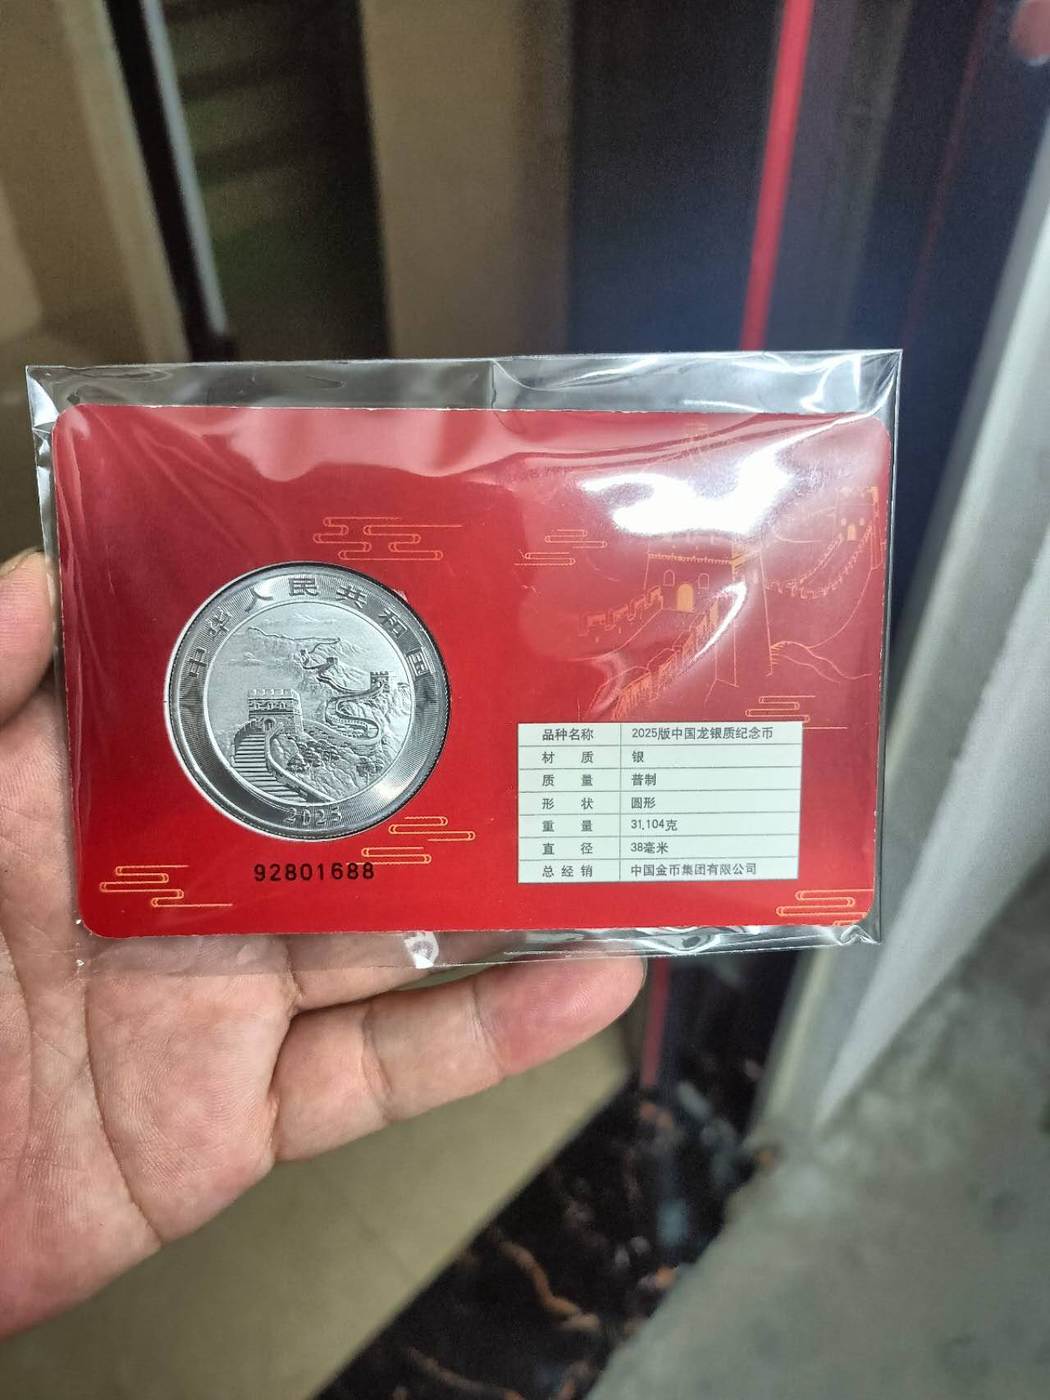 中华人民共和国
2025
92801688
品种名称 2025版中国龙银质纪念币
材质 银
质量 普制
形状 圆形
重量 31.104克
直径 38毫米
总经销 中国金币集团有限公司